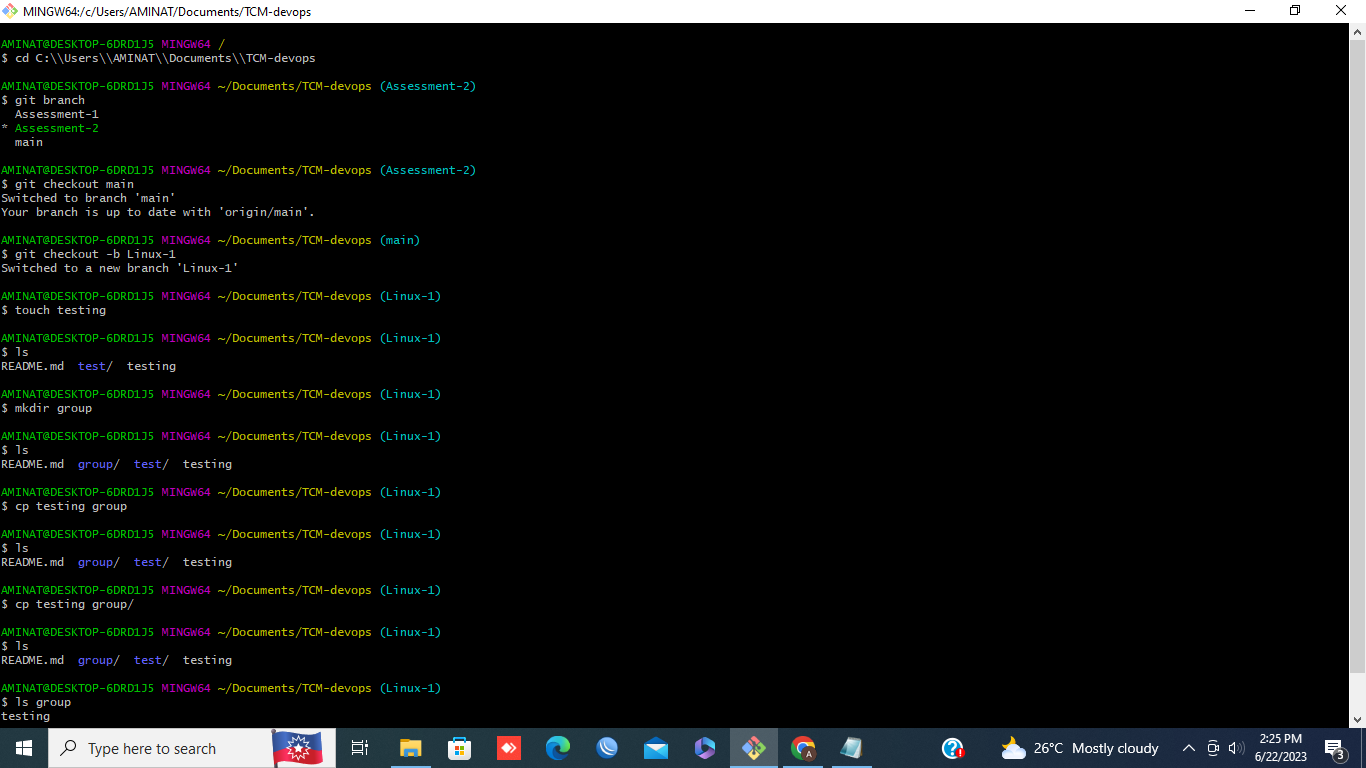 MINGW64:/c/Users/AMINAT/Documents/TCM-devops
AMINAT@DESKTOP-6DRD1J5 MINGW64 /
$ cd C:\\Users\\AMINAT\\Documents\\TCM-devops
AMINAT@DESKTOP-6DRD1J5 MINGW64 ~/Documents/TCM-devops (Assessment-2)
$ git branch
Assessment-1
* Assessment-2
main
AMINAT@DESKTOP-6DRD1J5 MINGW64 ~/Documents/TCM-devops (Assessment-2)
$ git checkout main
Switched to branch 'main'
Your branch is up to date with 'origin/main'.
AMINAT@DESKTOP-6DRD1J5 MINGW64 ~/Documents/TCM-devops (main)
$ git checkout -b Linux-1
Switched to a new branch 'Linux-1'
AMINAT@DESKTOP-6DRD1J5 MINGW64 ~/Documents/TCM-devops (Linux-1)
$ touch testing
AMINAT@DESKTOP-6DRD1J5 MINGW64 ~/Documents/TCM-devops (Linux-1)
$ ls
README.md  test/  testing
AMINAT@DESKTOP-6DRD1J5 MINGW64 ~/Documents/TCM-devops (Linux-1)
$ mkdir group
AMINAT@DESKTOP-6DRD1J5 MINGW64 ~/Documents/TCM-devops (Linux-1)
$ ls
README.md  group/  test/  testing
AMINAT@DESKTOP-6DRD1J5 MINGW64 ~/Documents/TCM-devops (Linux-1)
$ cp testing group
AMINAT@DESKTOP-6DRD1J5 MINGW64 ~/Documents/TCM-devops (Linux-1)
$ ls
README.md  group/  test/  testing
AMINAT@DESKTOP-6DRD1J5 MINGW64 ~/Documents/TCM-devops (Linux-1)
$ cp testing group/
AMINAT@DESKTOP-6DRD1J5 MINGW64 ~/Documents/TCM-devops (Linux-1)
$ ls
README.md  group/  test/  testing
AMINAT@DESKTOP-6DRD1J5 MINGW64 ~/Documents/TCM-devops (Linux-1)
$ ls group
testing
Type here to search
A
26°C Mostly cloudy
2:25 PM
6/22/2023
3